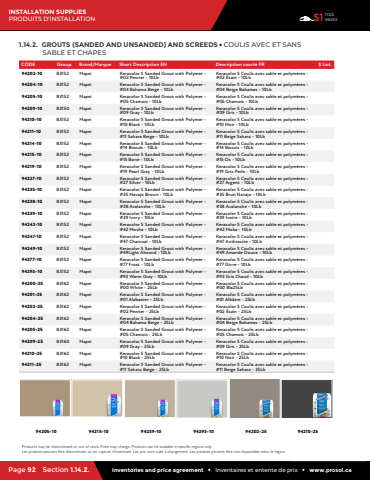 INSTALLATION SUPPLIES
PRODUITS D'INSTALLATION
S1 TOIS INDEX
1.14.2. GROUTS (SANDED AND UNSANDED) AND SCREEDS • COULIS AVEC ET SANS
SABLE ET CHAPES
CODE Group. Brand/Marque Short Description EN Description courte FR $ List.
94202-10 83152 Mapei Keracolor S Sanded Grout with Polymer - Keracolor S Coulis avec sable et polymères -
#02 Pewter - 10Lb #02 Étain - 10Lb
94204-10 83152 Mapei Keracolor S Sanded Grout with Polymer - Keracolor S Coulis avec sable et polymères -
#04 Bahama Beige - 10Lb #04 Beige Bahamas - 10Lb
94205-10 83152 Mapei Keracolor S Sanded Grout with Polymer - Keracolor S Coulis avec sable et polymères -
#05 Chamois - 10Lb #05 Chamois - 10Lb
94209-10 83150 Mapei Keracolor S Sanded Grout with Polymer - Keracolor S Coulis avec sable et polymères -
#09 Gray - 10Lb #09 Gris - 10Lb
94210-10 83152 Mapei Keracolor S Sanded Grout with Polymer - Keracolor S Coulis avec sable et polymères -
#10 Black - 10Lb #10 Noir - 10Lb
94211-10 83152 Mapei Keracolor S Sanded Grout with Polymer - Keracolor S Coulis avec sable et polymères -
#11 Sahara Beige - 10Lb #11 Beige Sahara - 10Lb
94214-10 83152 Mapei Keracolor S Sanded Grout with Polymer - Keracolor S Coulis avec sable et polymères -
#14 Biscuit - 10Lb #14 Biscuit - 10Lb
94215-10 83152 Mapei Keracolor S Sanded Grout with Polymer - Keracolor S Coulis avec sable et polymères -
#15 Bone - 10Lb #15 Os - 10Lb
94219-10 83152 Mapei Keracolor S Sanded Grout with Polymer - Keracolor S Coulis avec sable et polymères -
#19 Pearl Gray - 10Lb #19 Gris Perle - 10Lb
94227-10 83152 Mapei Keracolor S Sanded Grout with Polymer - Keracolor S Coulis avec sable et polymères -
#27 Silver - 10Lb #27 Argent - 10Lb
94235-10 83152 Mapei Keracolor S Sanded Grout with Polymer - Keracolor S Coulis avec sable et polymères -
#35 Navajo Brown - 10Lb #35 Brun Navajo - 10Lb
94238-10 83152 Mapei Keracolor S Sanded Grout with Polymer - Keracolor S Coulis avec sable et polymères -
#38 Avalanche - 10Lb #38 Avalanche - 10Lb
94239-10 83152 Mapei Keracolor S Sanded Grout with Polymer - Keracolor S Coulis avec sable et polymères -
#39 Ivory - 10Lb #39 Ivoire - 10Lb
94242-10 83152 Mapei Keracolor S Sanded Grout with Polymer - Keracolor S Coulis avec sable et polymères -
#42 Mocha - 10Lb #42 Moka - 10Lb
94247-10 83152 Mapei Keracolor S Sanded Grout with Polymer - Keracolor S Coulis avec sable et polymères -
#47 Charcoal - 10Lb #47 Anthracite - 10Lb
94249-10 83152 Mapei Keracolor S Sanded Grout with Polymer - Keracolor S Coulis avec sable et polymères -
#49Light Almond - 10Lb #49 Amande Douce - 10Lb
94277-10 83152 Mapei Keracolor S Sanded Grout with Polymer - Keracolor S Coulis avec sable et polymères -
#77 Frost - 10Lb #77 Givre - 10Lb
94293-10 83152 Mapei Keracolor S Sanded Grout with Polymer - Keracolor S Coulis avec sable et polymères -
#93 Warm Gray - 10Lb #93 Gris Chaud - 10Lb
94200-25 83162 Mapei Keracolor S Sanded Grout with Polymer - Keracolor S Coulis avec sable et polymères -
#00 White - 25Lb #00 Bla25Lb
94201-25 83162 Mapei Keracolor S Sanded Grout with Polymer - Keracolor S Coulis avec sable et polymères -
#01 Alabaster - 25Lb #01 Albâtre - 25Lb
94202-25 83162 Mapei Keracolor S Sanded Grout with Polymer - Keracolor S Coulis avec sable et polymères -
#02 Pewter - 25Lb #02 Étain - 25Lb
94204-25 83162 Mapei Keracolor S Sanded Grout with Polymer - Keracolor S Coulis avec sable et polymères -
#04 Bahama Beige - 25Lb #04 Beige Bahamas - 25Lb
94205-25 83162 Mapei Keracolor S Sanded Grout with Polymer - Keracolor S Coulis avec sable et polymères -
#05 Chamois - 25Lb #05 Chamois - 25Lb
94209-25 83160 Mapei Keracolor S Sanded Grout with Polymer - Keracolor S Coulis avec sable et polymères -
#09 Gray - 25Lb #09 Gris - 25Lb
94210-25 83162 Mapei Keracolor S Sanded Grout with Polymer - Keracolor S Coulis avec sable et polymères -
#10 Black - 25Lb #10 Noir - 25Lb
94211-25 83162 Mapei Keracolor S Sanded Grout with Polymer - Keracolor S Coulis avec sable et polymères -
#11 Sahara Beige - 25Lb #11 Beige Sahara - 25Lb
94205-10 94215-10 94239-10 94293-10 94202-25 94210-25
Products may be discontinued or out of stock. Price may change. Products can be available in specific regions only.
Les produits peuvent être discontinués ou en rupture d'inventaire. Les prix sont sujet à changement. Les produits peuvent être non disponibles selon la région.
Page 92 Section 1.14.2. Inventories and price agreement • Inventaires et entente de prix • www.prosol.ca